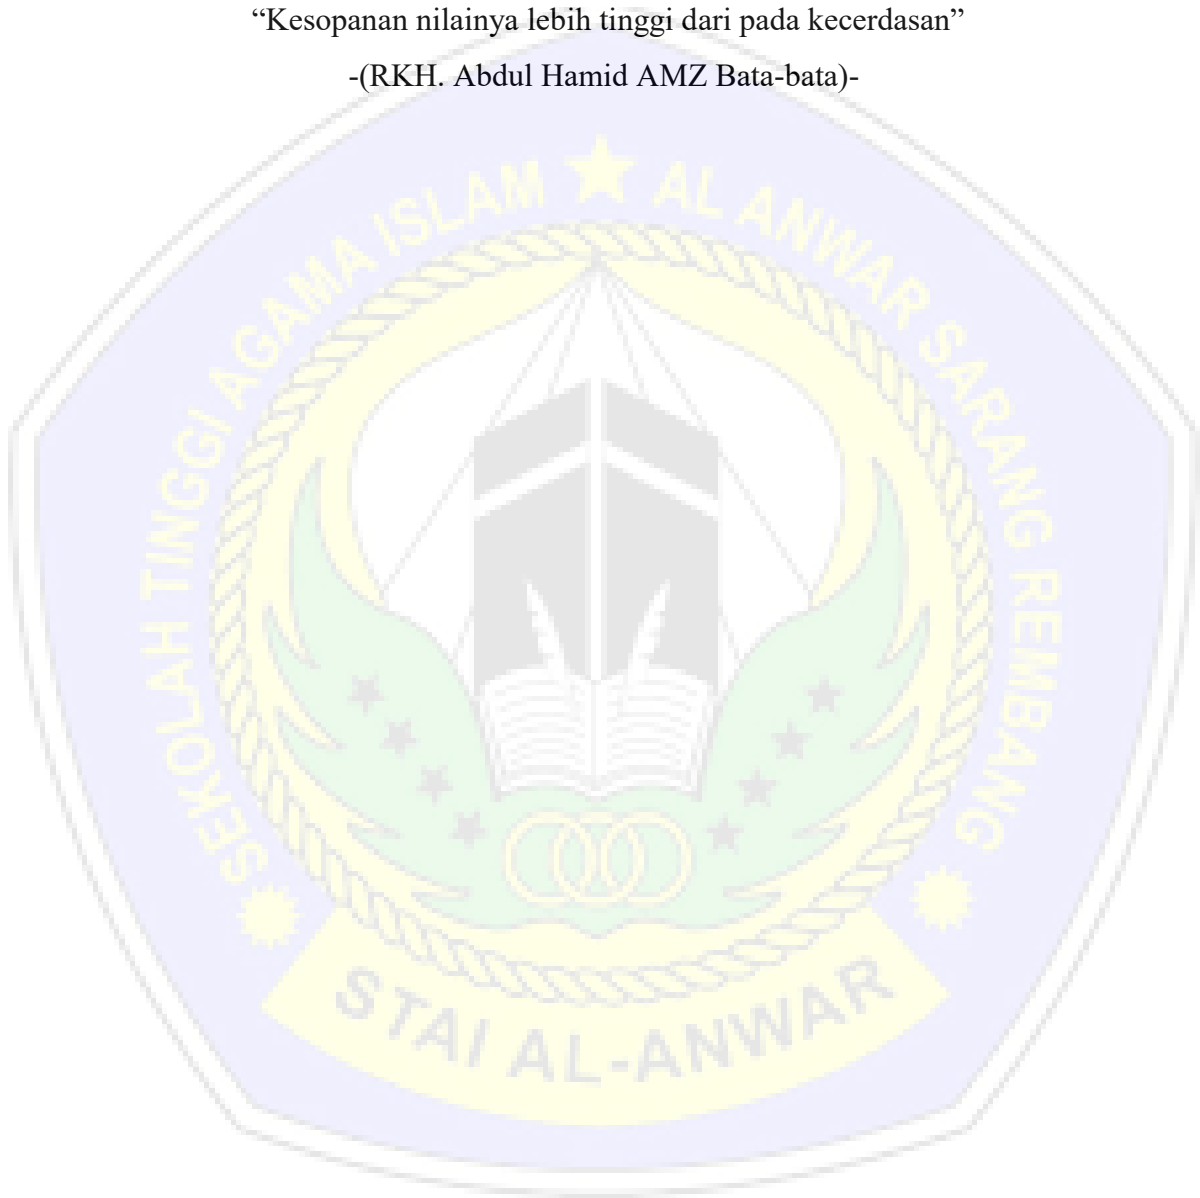 “Kesopanan nilainya lebih tinggi dari pada kecerdasan”
-(RKH. Abdul Hamid AMZ Bata-bata)-
SEKOLAH TINGGI AGAMA ISLAM ★ AL ANWAR SARANG REMBANG
STAI AL-ANWAR